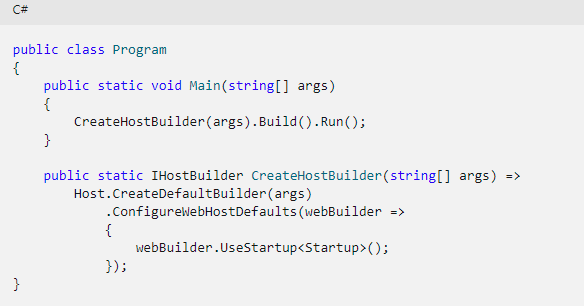 C#
public class Program
{
    public static void Main(string[] args)
    {
        CreateHostBuilder(args).Build().Run();
    }
    public static IHostBuilder CreateHostBuilder(string[] args) =>
        Host.CreateDefaultBuilder(args)
            .ConfigureWebHostDefaults(webBuilder =>
            {
                webBuilder.UseStartup<Startup>();
            });
}